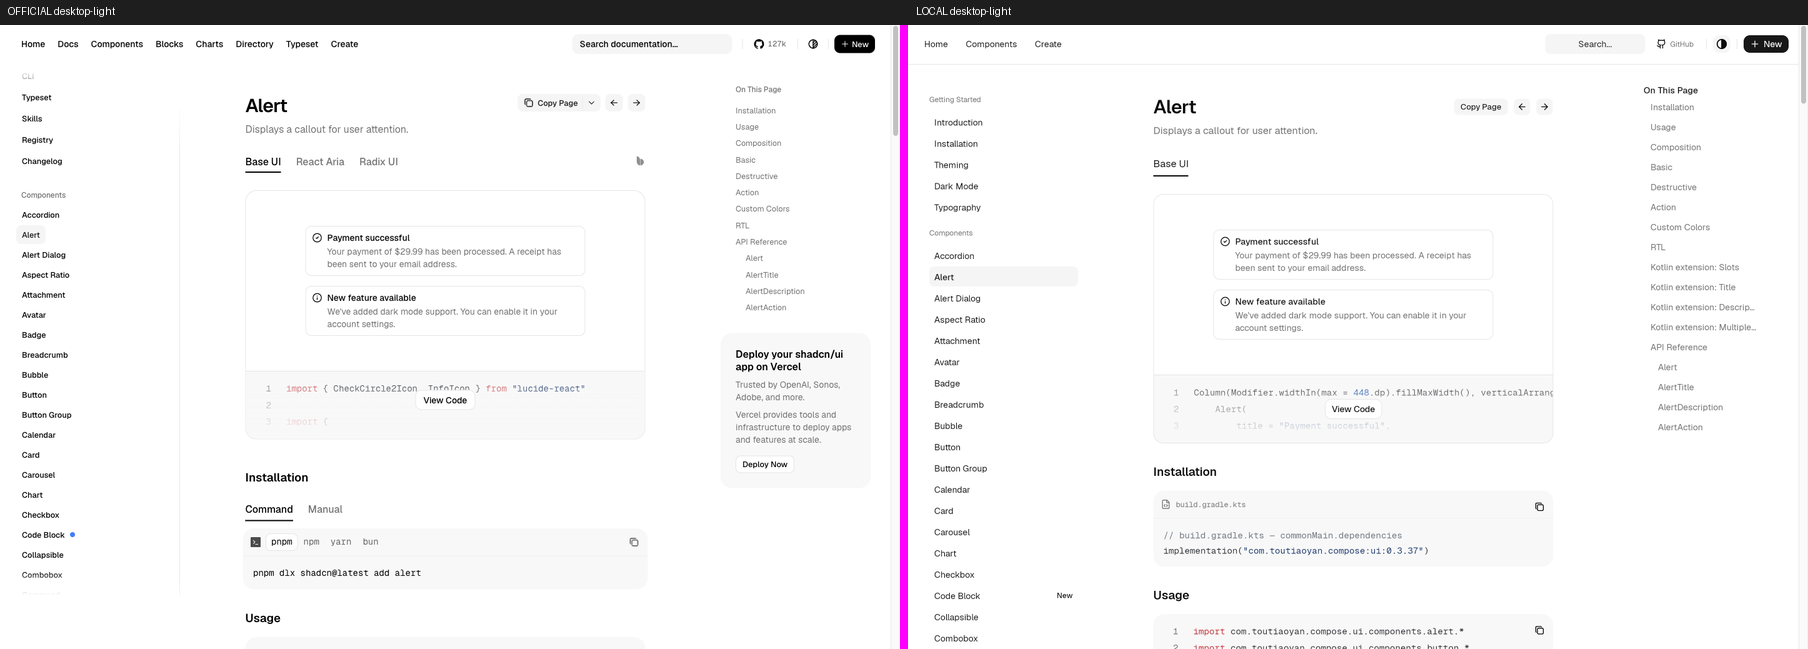 OFFICIAL desktop-light
Home Docs Components Blocks Charts Directory Typeset Create
Search documentation...
127k
+ New
CLI
Typeset
Skills
Registry
Changelog
Components
Accordion
Alert
Alert Dialog
Aspect Ratio
Attachment
Avatar
Badge
Breadcrumb
Bubble
Button
Button Group
Calendar
Card
Carousel
Chart
Checkbox
Code Block
Collapsible
Combobox
Alert
Copy Page
Displays a callout for user attention.
Base UI React Aria Radix UI
Payment successful
Your payment of $29.99 has been processed. A receipt has
been sent to your email address.
New feature available
We've added dark mode support. You can enable it in your
account settings.
1 import { CheckCircle2Icon, InfoIcon } from "lucide-react"
2
3 import {
View Code
Installation
Command Manual
pnpm npm yarn bun
pnpm dlx shadcn@latest add alert
Usage
On This Page
Installation
Usage
Composition
Basic
Destructive
Action
Custom Colors
RTL
API Reference
Alert
AlertTitle
AlertDescription
AlertAction
Deploy your shadcn/ui
app on Vercel
Trusted by OpenAI, Sonos,
Adobe, and more.
Vercel provides tools and
infrastructure to deploy apps
and features at scale.
Deploy Now
LOCAL desktop-light
Home Components Create
Search...
GitHub
+ New
Getting Started
Introduction
Installation
Theming
Dark Mode
Typography
Components
Accordion
Alert
Alert Dialog
Aspect Ratio
Attachment
Avatar
Badge
Breadcrumb
Bubble
Button
Button Group
Calendar
Card
Carousel
Chart
Checkbox
Code Block New
Collapsible
Combobox
Alert
Copy Page
Displays a callout for user attention.
Base UI
Payment successful
Your payment of $29.99 has been processed. A receipt has
been sent to your email address.
New feature available
We've added dark mode support. You can enable it in your
account settings.
1 Column(Modifier.widthIn(max = 448.dp).fillMaxWidth(), verticalArrang
2 Alert(
3 title = "Payment successful",
View Code
Installation
build.gradle.kts
// build.gradle.kts — commonMain.dependencies
implementation("com.toutiaoyan.compose:ui:0.3.37")
Usage
1 import com.toutiaoyan.compose.ui.components.alert.*
2 import com.toutiaoyan.compose.ui.components.button.*
On This Page
Installation
Usage
Composition
Basic
Destructive
Action
Custom Colors
RTL
Kotlin extension: Slots
Kotlin extension: Title
Kotlin extension: Descrip...
Kotlin extension: Multiple...
API Reference
Alert
AlertTitle
AlertDescription
AlertAction